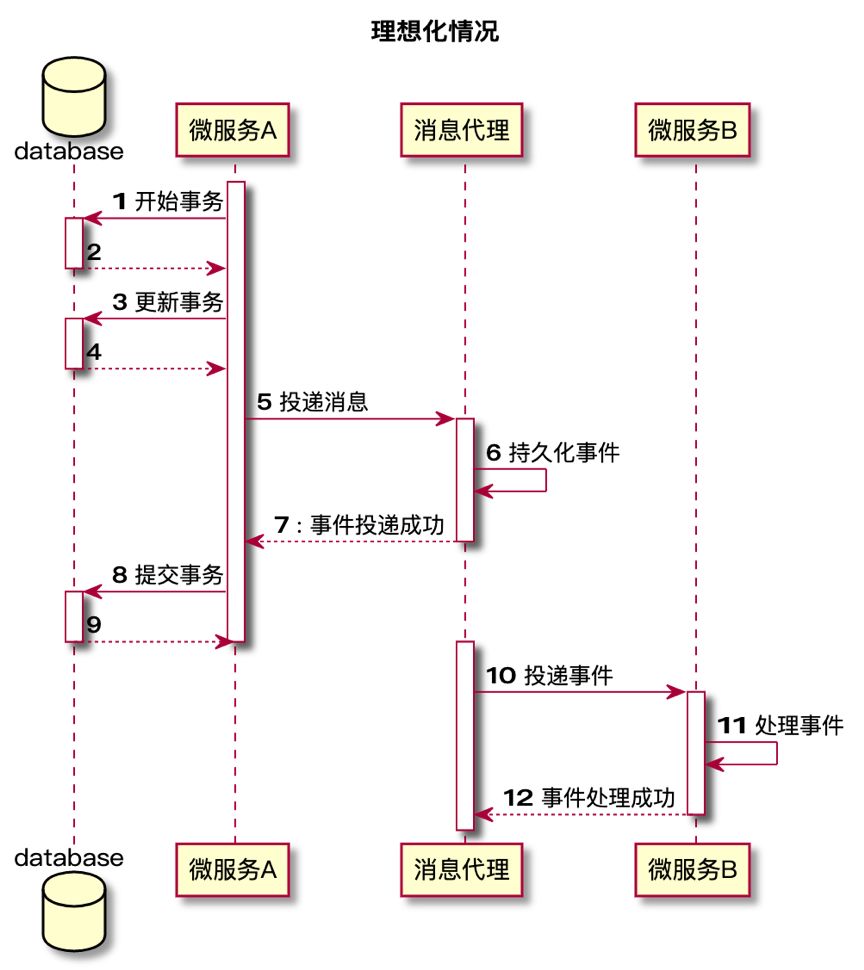 理想化情况
database
微服务A
消息代理
微服务B
1 开始事务
2
3 更新事务
4
5 投递消息
6 持久化事件
7 : 事件投递成功
8 提交事务
9
10 投递事件
11 处理事件
12 事件处理成功
database
微服务A
消息代理
微服务B